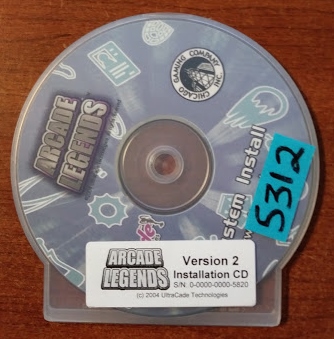 CHICAGO GAMING COMPANY INC.
ARCADE
LEGENDS
stem Install
5312
ARCADE
LEGENDS
Version 2
Installation CD
S/N: 0-0000-0000-5820
(c) 2004 UltraCade Technologies